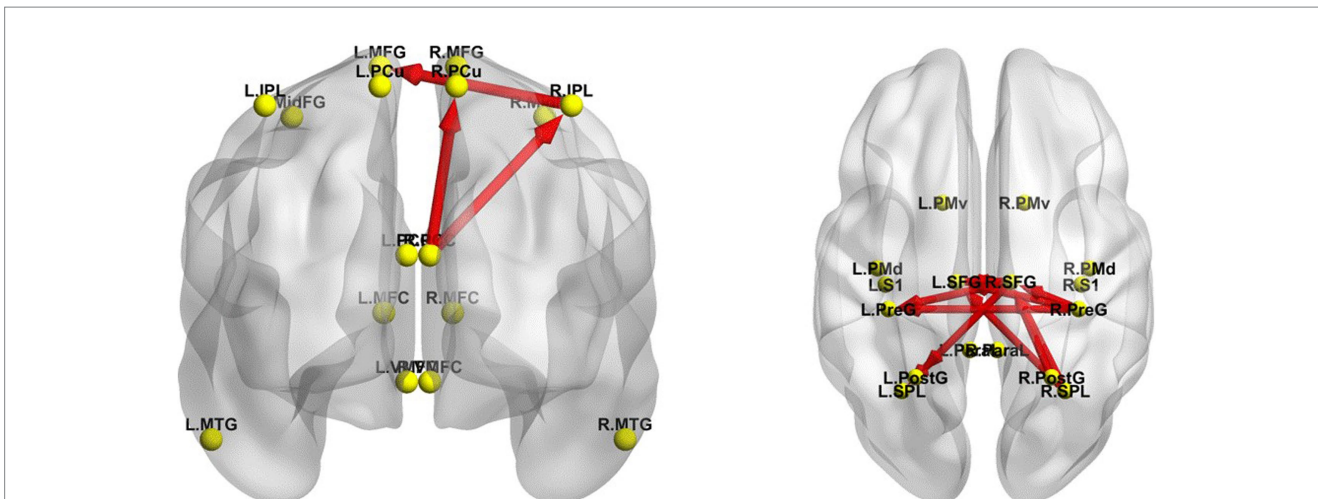 L.MFG R.MFG
L.PCu R.PCu
L.IPL R.IPL
MidFG
L.MFC R.MFC
L.MTG R.MTG
L.PMv R.PMv
L.PMd R.PMd
L.S1 R.S1
L.SFG R.SFG
L.PreG R.PreG
L.PostG R.PostG
L.SPL R.SPL